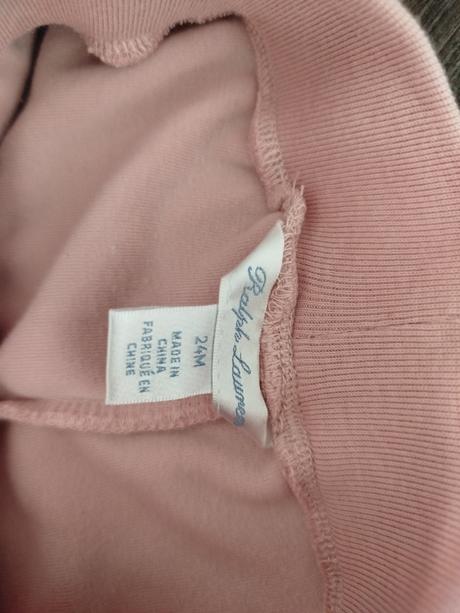 Ralph Lauren
24M
MADE IN
CHINA
FABRIQUÉ EN
CHINE